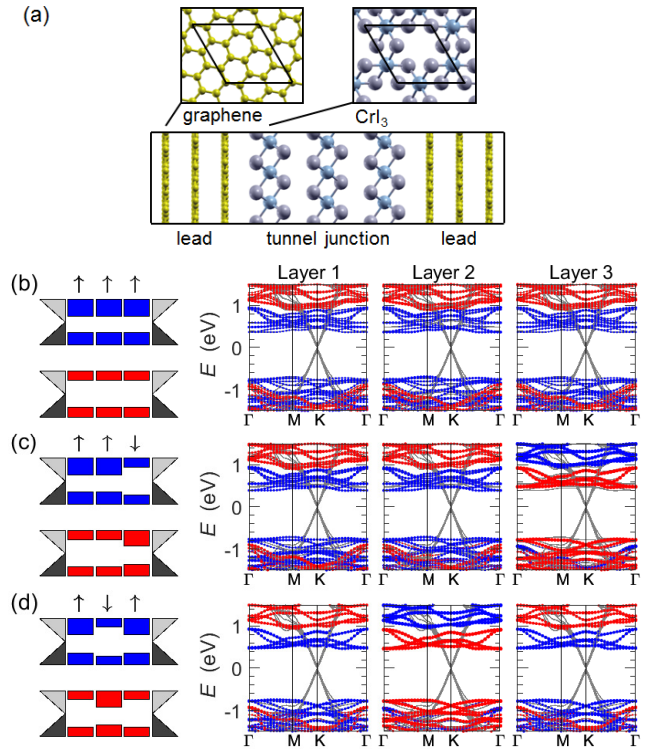 (a)
graphene
CrI3
lead
tunnel junction
lead
(b)
↑ ↑ ↑
Layer 1
Layer 2
Layer 3
E (eV)
1
0
-1
Γ M K Γ
Γ M K Γ
Γ M K Γ
(c)
↑ ↑ ↓
E (eV)
1
0
-1
Γ M K Γ
Γ M K Γ
Γ M K Γ
(d)
↑ ↓ ↑
E (eV)
1
0
-1
Γ M K Γ
Γ M K Γ
Γ M K Γ